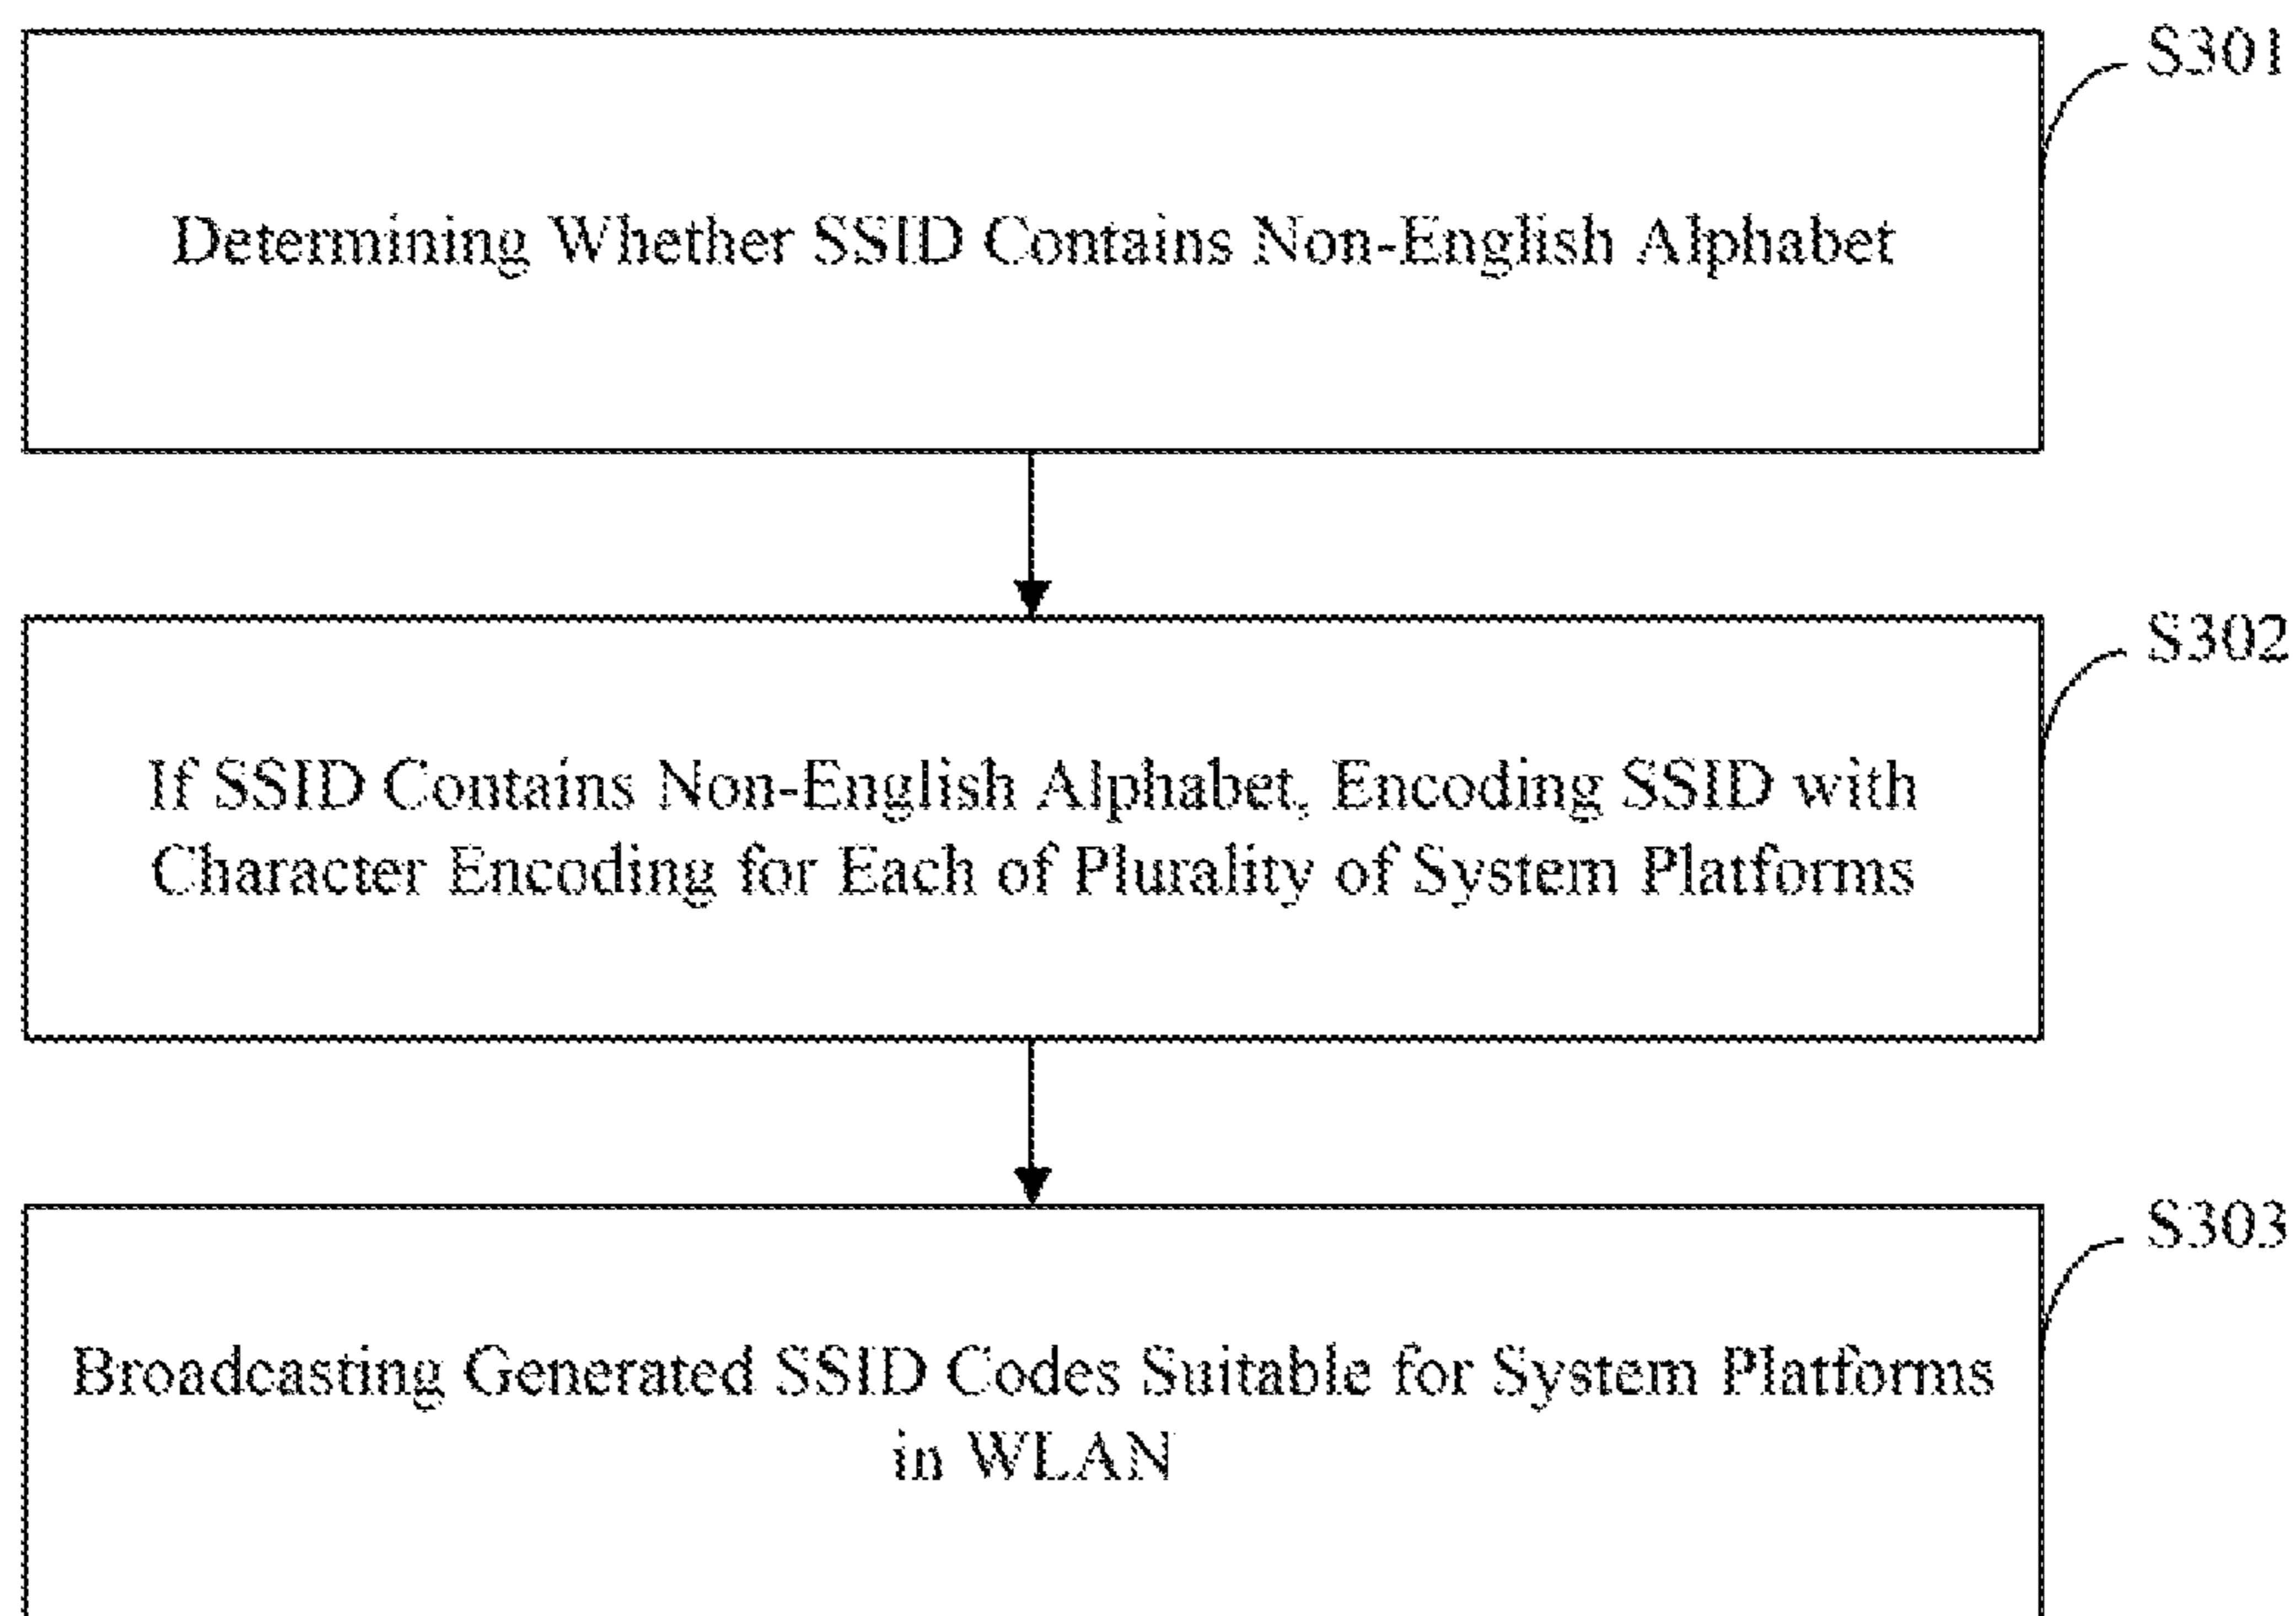 S301
Determining Whether SSID Contains Non-English Alphabet
S302
If SSID Contains Non-English Alphabet, Encoding SSID with
Character Encoding for Each of Plurality of System Platforms
S303
Broadcasting Generated SSID Codes Suitable for System Platforms
in WLAN